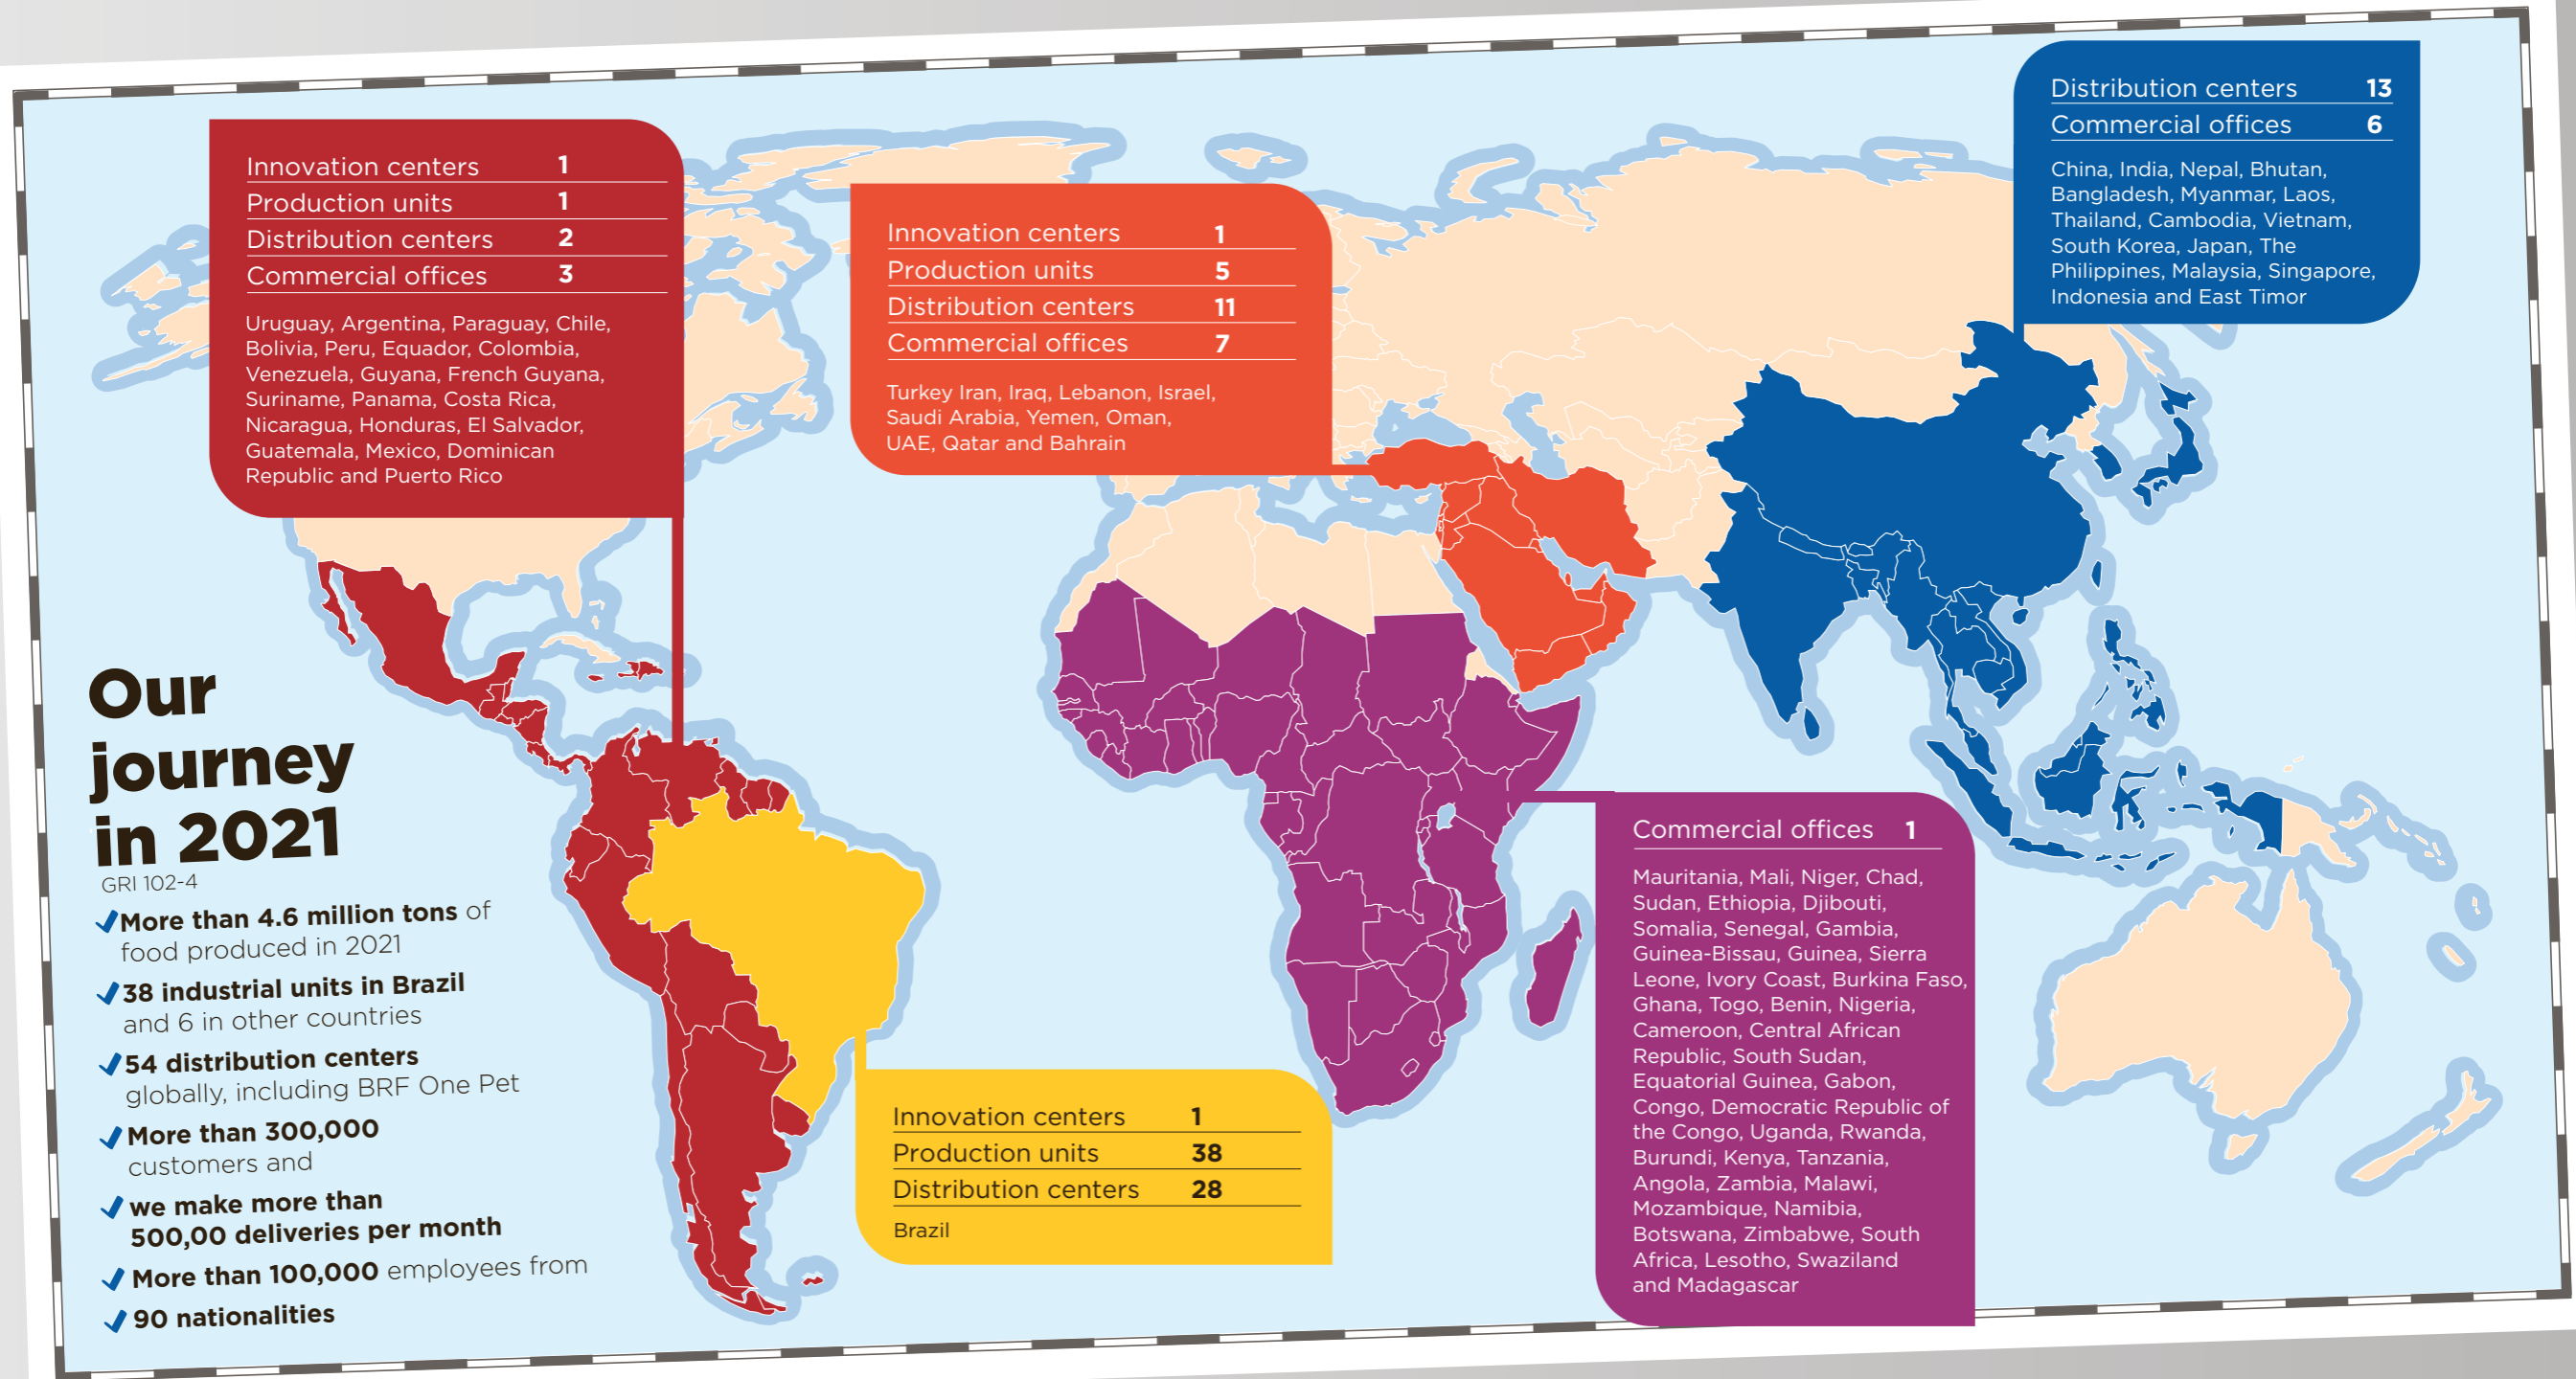 Our
journey
in 2021
GRI 102-4
More than 4.6 million tons of
food produced in 2021
38 industrial units in Brazil
and 6 in other countries
54 distribution centers
globally, including BRF One Pet
More than 300,000
customers and
we make more than
500,00 deliveries per month
More than 100,000 employees from
90 nationalities
Innovation centers 1
Production units 1
Distribution centers 2
Commercial offices 3
Uruguay, Argentina, Paraguay, Chile,
Bolivia, Peru, Equador, Colombia,
Venezuela, Guyana, French Guyana,
Suriname, Panama, Costa Rica,
Nicaragua, Honduras, El Salvador,
Guatemala, Mexico, Dominican
Republic and Puerto Rico
Innovation centers 1
Production units 5
Distribution centers 11
Commercial offices 7
Turkey Iran, Iraq, Lebanon, Israel,
Saudi Arabia, Yemen, Oman,
UAE, Qatar and Bahrain
Distribution centers 13
Commercial offices 6
China, India, Nepal, Bhutan,
Bangladesh, Myanmar, Laos,
Thailand, Cambodia, Vietnam,
South Korea, Japan, The
Philippines, Malaysia, Singapore,
Indonesia and East Timor
Innovation centers 1
Production units 38
Distribution centers 28
Brazil
Commercial offices 1
Mauritania, Mali, Niger, Chad,
Sudan, Ethiopia, Djibouti,
Somalia, Senegal, Gambia,
Guinea-Bissau, Guinea, Sierra
Leone, Ivory Coast, Burkina Faso,
Ghana, Togo, Benin, Nigeria,
Cameroon, Central African
Republic, South Sudan,
Equatorial Guinea, Gabon,
Congo, Democratic Republic of
the Congo, Uganda, Rwanda,
Burundi, Kenya, Tanzania,
Angola, Zambia, Malawi,
Mozambique, Namibia,
Botswana, Zimbabwe, South
Africa, Lesotho, Swaziland
and Madagascar